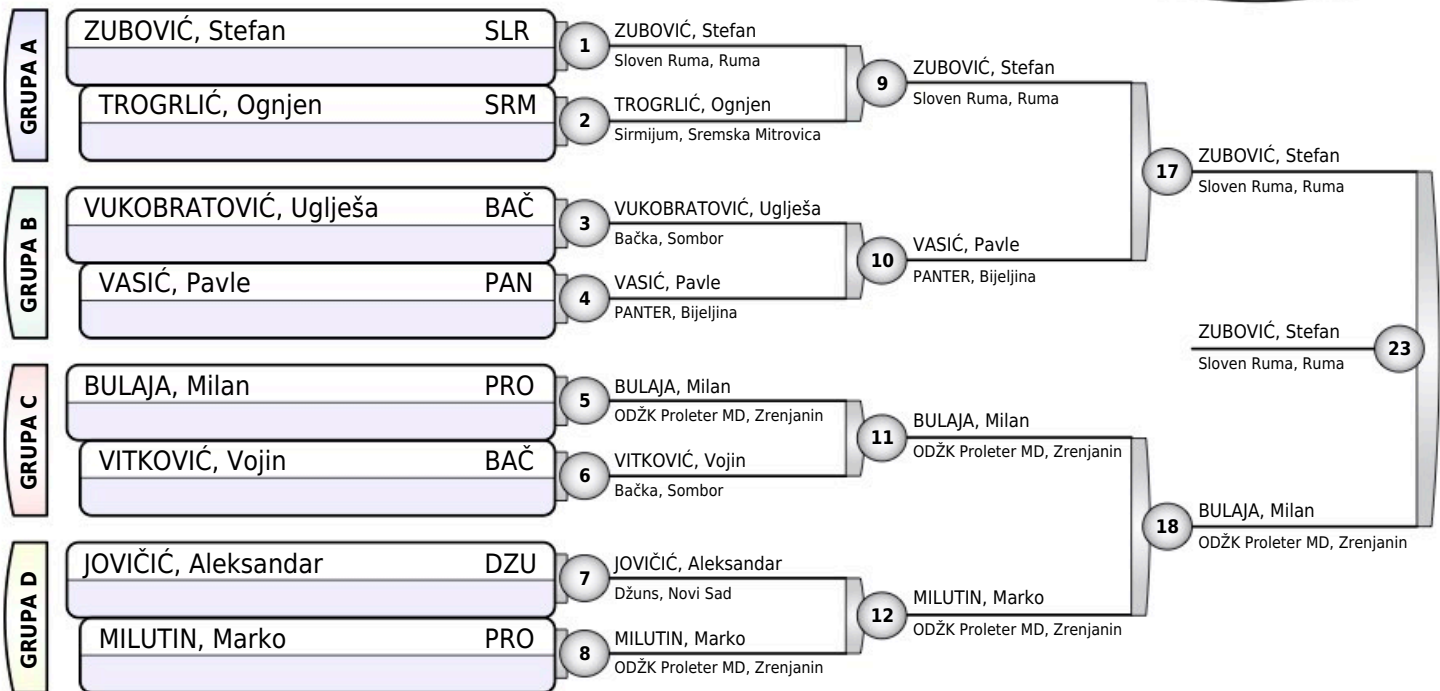 GRUPA A
ZUBOVIĆ, Stefan SLR
TROGRLIĆ, Ognjen SRM
GRUPA B
VUKOBRATOVIĆ, Uglješa BAČ
VASIĆ, Pavle PAN
GRUPA C
BULAJA, Milan PRO
VITKOVIĆ, Vojin BAČ
GRUPA D
JOVIČIĆ, Aleksandar DZU
MILUTIN, Marko PRO
1
ZUBOVIĆ, Stefan
Sloven Ruma, Ruma
2
TROGRLIĆ, Ognjen
Sirmijum, Sremska Mitrovica
3
VUKOBRATOVIĆ, Uglješa
Bačka, Sombor
4
VASIĆ, Pavle
PANTER, Bijeljina
5
BULAJA, Milan
ODŽK Proleter MD, Zrenjanin
6
VITKOVIĆ, Vojin
Bačka, Sombor
7
JOVIČIĆ, Aleksandar
Džuns, Novi Sad
8
MILUTIN, Marko
ODŽK Proleter MD, Zrenjanin
9
ZUBOVIĆ, Stefan
Sloven Ruma, Ruma
10
VASIĆ, Pavle
PANTER, Bijeljina
11
BULAJA, Milan
ODŽK Proleter MD, Zrenjanin
12
MILUTIN, Marko
ODŽK Proleter MD, Zrenjanin
17
ZUBOVIĆ, Stefan
Sloven Ruma, Ruma
18
BULAJA, Milan
ODŽK Proleter MD, Zrenjanin
ZUBOVIĆ, Stefan
Sloven Ruma, Ruma
23